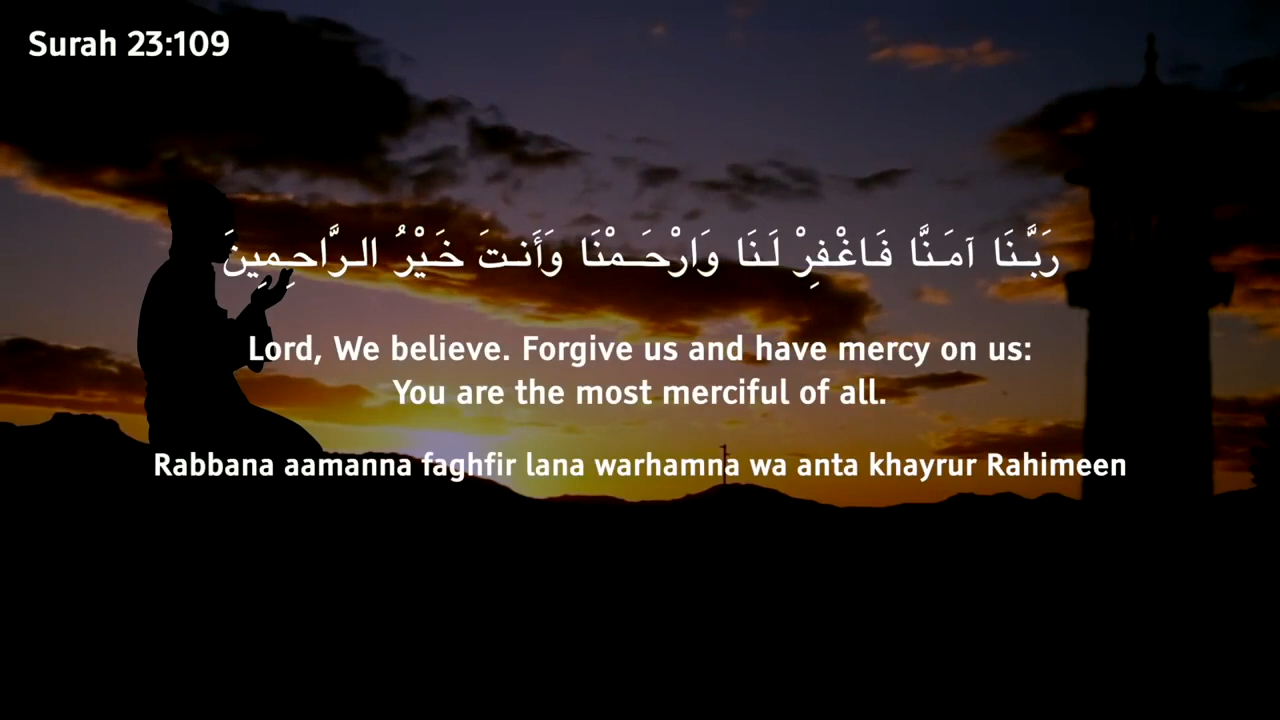 Surah 23:109
رَبَّنَا آمَنَّا فَاغْفِرْ لَنَا وَارْحَمْنَا وَأَنتَ خَيْرُ الرَّاحِمِينَ
Lord, We believe. Forgive us and have mercy on us:
You are the most merciful of all.
Rabbana aamanna faghfir lana warhamna wa anta khayrur Rahimeen